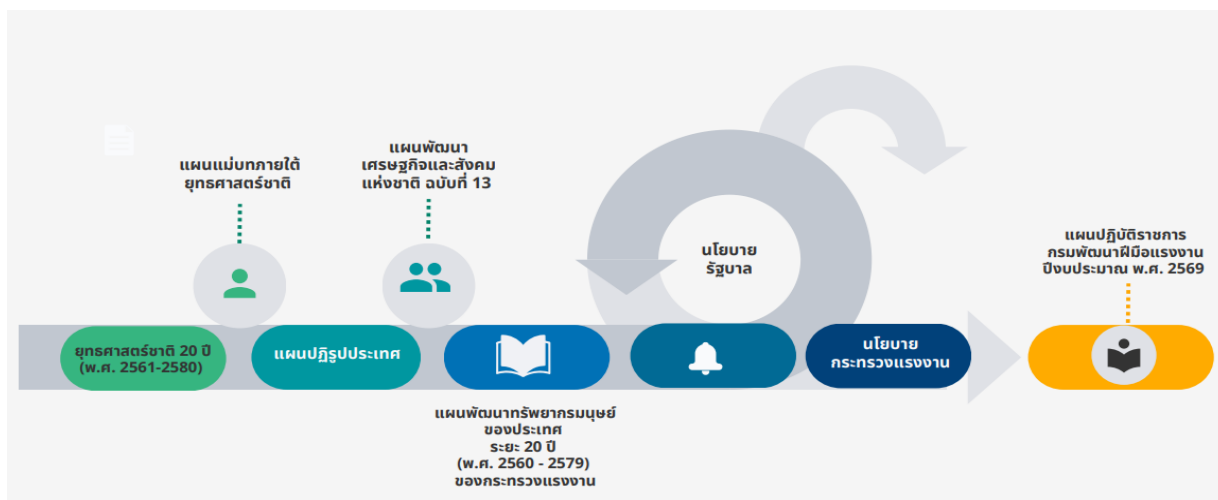 แผนแม่บทภายใต้
ยุทธศาสตร์ชาติ
แผนพัฒนา
เศรษฐกิจและสังคม
แห่งชาติ ฉบับที่ 13
นโยบาย
รัฐบาล
แผนปฏิบัติราชการ
กรมพัฒนาฝีมือแรงงาน
ปีงบประมาณ พ.ศ. 2569
ยุทธศาสตร์ชาติ 20 ปี
(พ.ศ. 2561-2580)
แผนปฏิรูปประเทศ
นโยบาย
กระทรวงแรงงาน
แผนพัฒนาทรัพยากรมนุษย์
ของประเทศ
ระยะ 20 ปี
(พ.ศ. 2560 - 2579)
ของกระทรวงแรงงาน